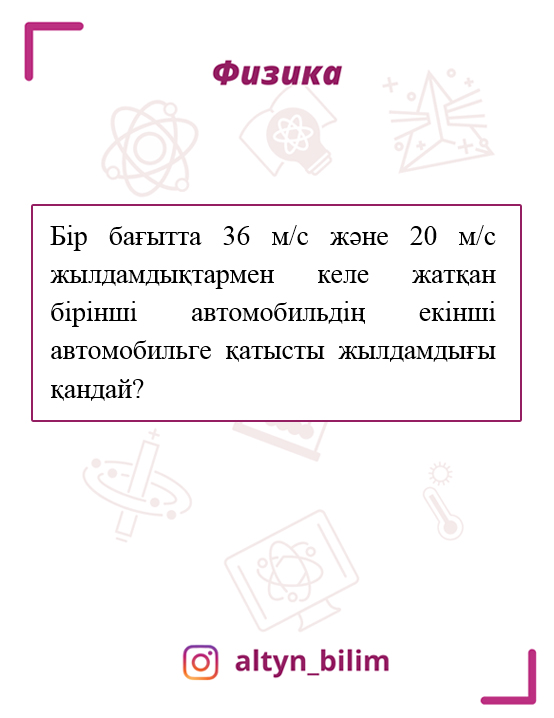 Физика
Бір бағытта 36 м/с және 20 м/с
жылдамдықтармен келе жатқан
бірінші автомобильдің екінші
автомобильге қатысты жылдамдығы
қандай?
altyn_bilim